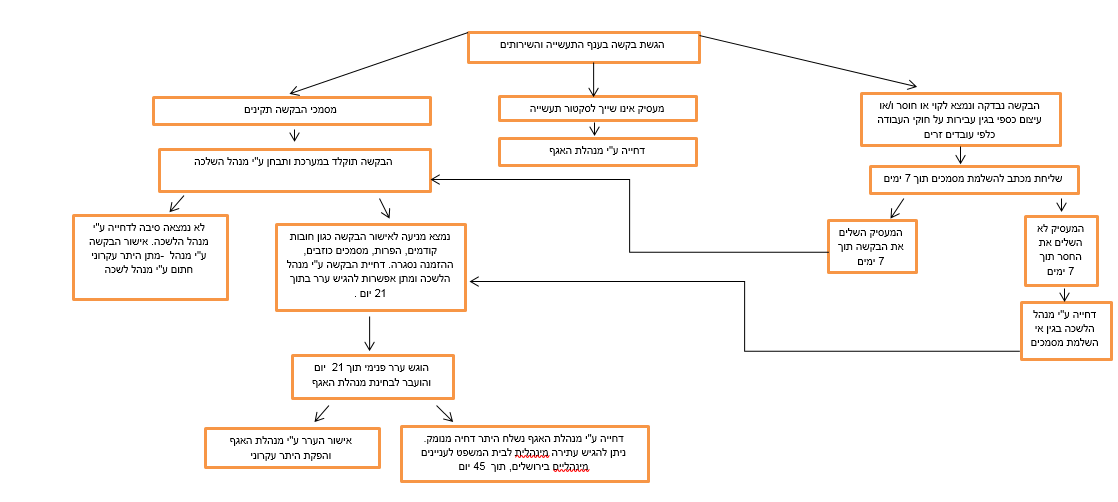 הגשת בקשה בענף התעשייה והשירותים
הבקשה נבדקה ונמצא לקוי או חוסר ו/או
עיצום כספי בגין עבירות על חוקי העבודה
כלפי עובדים זרים
מעסיק אינו שייך לסקטור תעשייה
מסמכי הבקשה תקינים
דחייה ע"י מנהלת האגף
הבקשה תוקלד במערכת ותבחן ע"י מנהל השלכה
שליחת מכתב להשלמת מסמכים תוך 7 ימים
המעסיק לא
השלים את
החסר תוך
7 ימים
המעסיק השלים
את הבקשה תוך
7 ימים
נמצא מניעה לאישור הבקשה כגון חובות
קודמים, הפרות, מסמכים כוזבים,
ההזמנה נסגרה. דחיית הבקשה ע"י מנהל
הלשכה ומתן אפשרות להגיש ערר בתוך
21 יום .
לא נמצאה סיבה לדחייה ע"י
מנהל הלשכה. אישור הבקשה
ע"י מנהל -מתן היתר עקרוני
חתום ע"י מנהל לשכה
דחייה ע"י מנהל
הלשכה בגין אי
השלמת מסמכים
הוגש ערר פנימי תוך 21 יום
והועבר לבחינת מנהלת האגף
דחייה ע"י מנהלת האגף נשלח היתר דחיה מנומק.
ניתן להגיש עתירה מינהלית לבית המשפט לעניינים
מינהליים בירושלים, תוך 45 יום
אישור הערר ע"י מנהלת האגף
והפקת היתר עקרוני